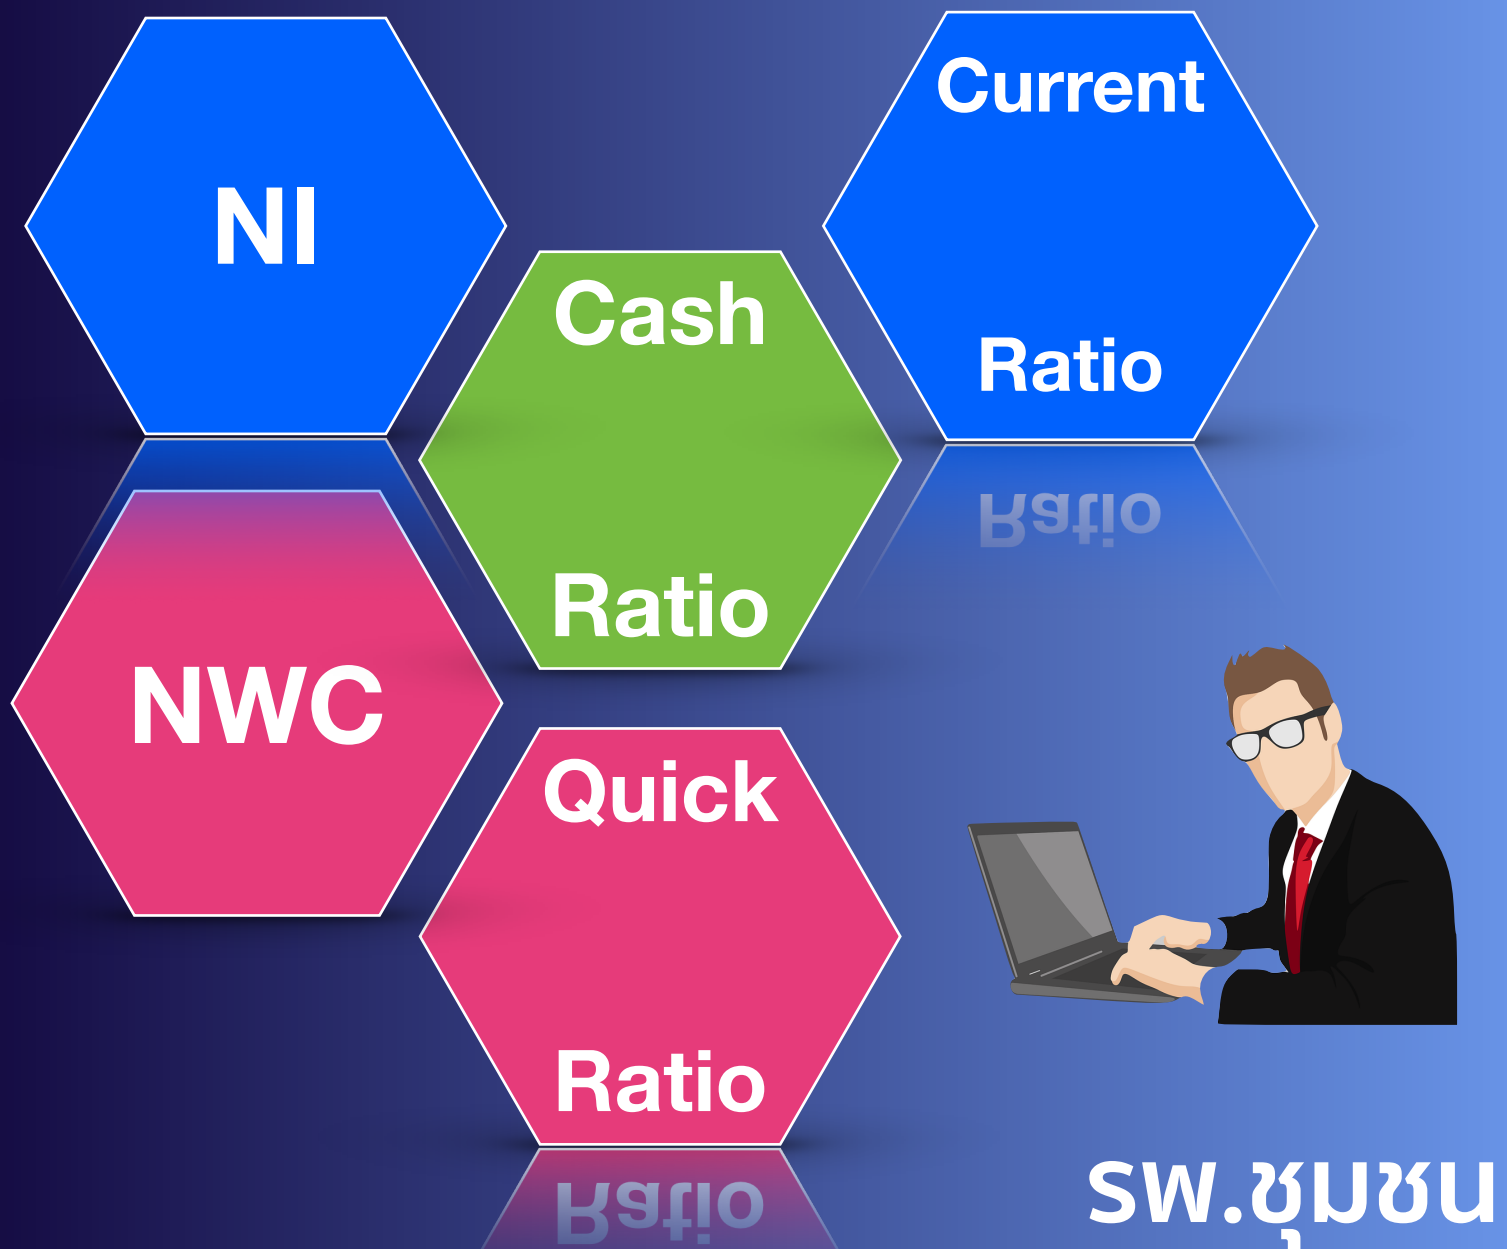 NI
Current
Ratio
Cash
Ratio
NWC
Quick
Ratio
รพ.ชุมชน